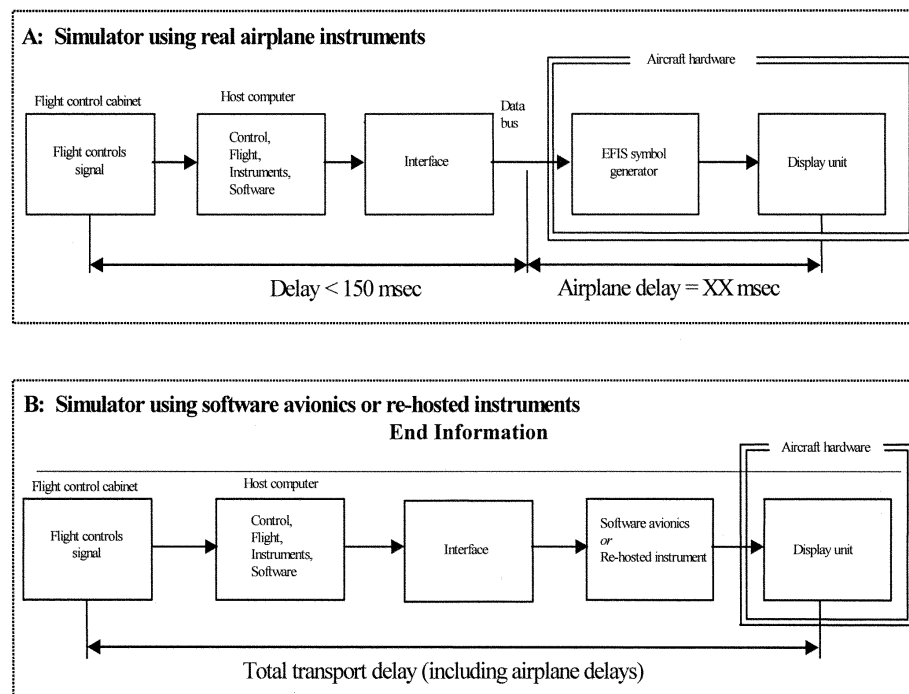 A: Simulator using real airplane instruments
Aircraft hardware
Flight control cabinet
Host computer
Data
bus
Flight controls
signal
Control,
Flight,
Instruments,
Software
Interface
EFIS symbol
generator
Display unit
Delay < 150 msec
Airplane delay = XX msec
B: Simulator using software avionics or re-hosted instruments
End Information
Aircraft hardware
Flight control cabinet
Host computer
Flight controls
signal
Control,
Flight,
Instruments,
Software
Interface
Software avionics
or
Re-hosted instrument
Display unit
Total transport delay (including airplane delays)